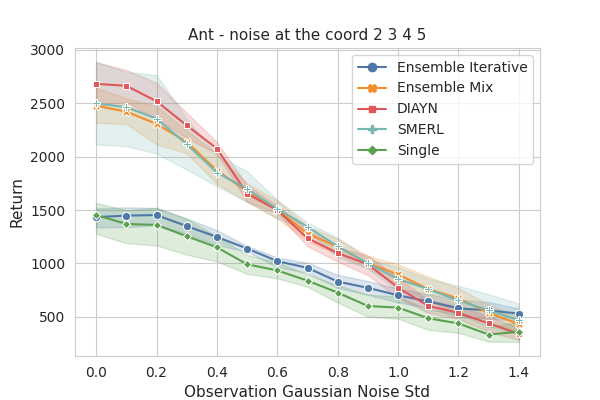 Ant - noise at the coord 2 3 4 5
3000
2500
2000
1500
1000
500
Return
Ensemble Iterative
Ensemble Mix
DIAYN
SMERL
Single
0.0 0.2 0.4 0.6 0.8 1.0 1.2 1.4
Observation Gaussian Noise Std